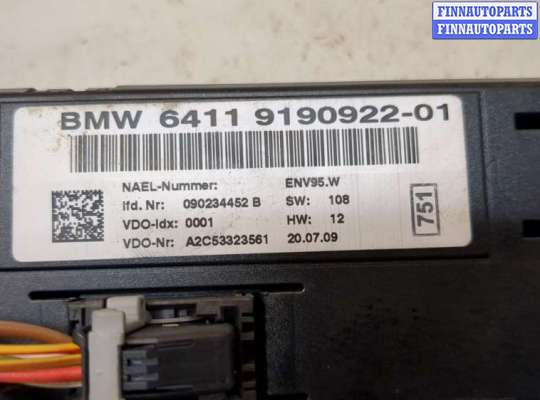 FINNAUTOPARTS
FINNAUTOPARTS
BMW 6411 9190922-01
NAEL-Nummer: ENV95.W
lfd. Nr: 090234452 B SW: 108
VDO-Idx: 0001 HW: 12
VDO-Nr: A2C53323561 20.07.09
751